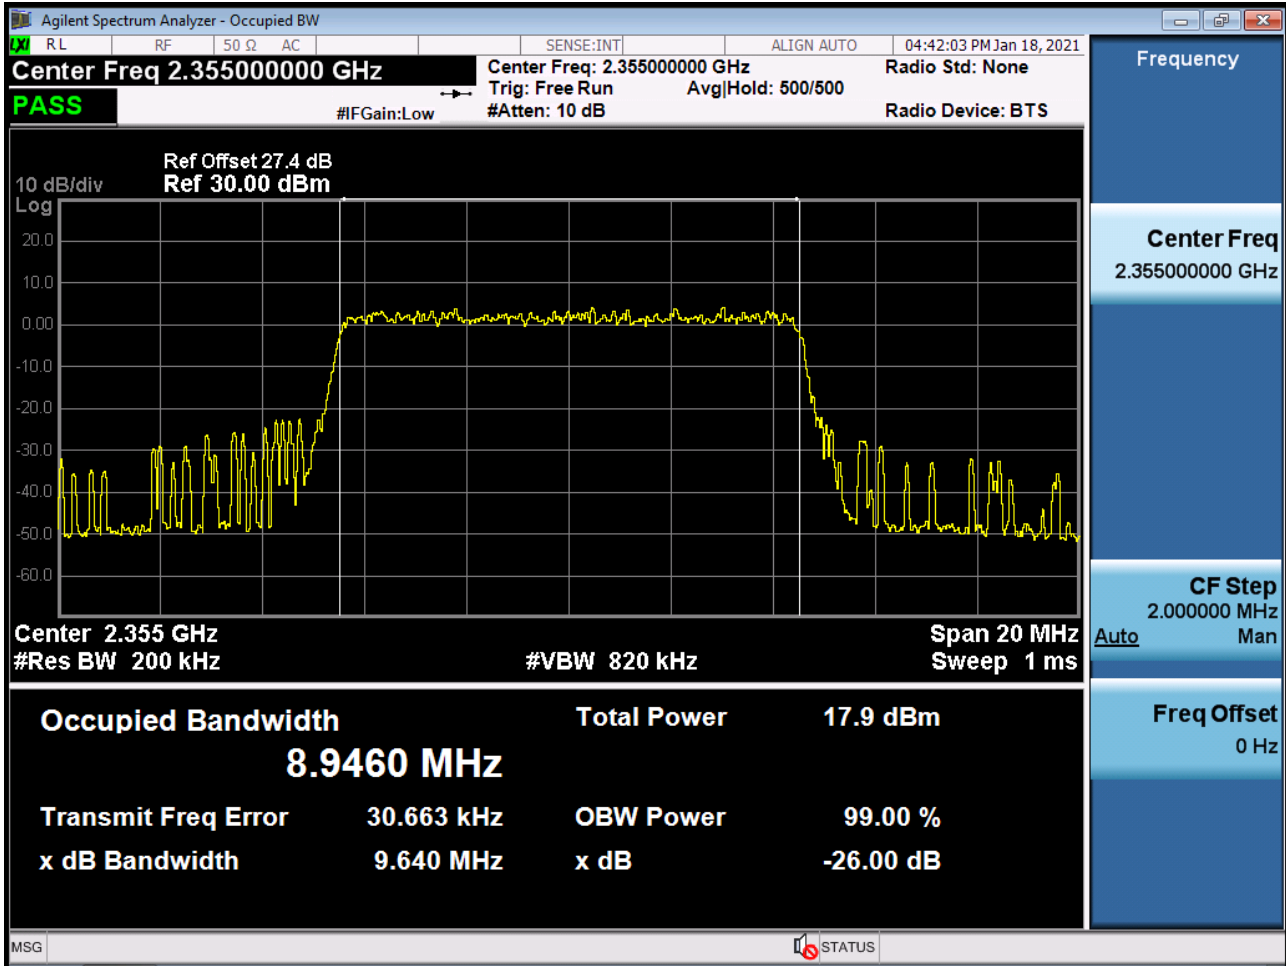 Agilent Spectrum Analyzer - Occupied BW
LXI RL RF 50 Ω AC SENSE:INT ALIGN AUTO 04:42:03 PM Jan 18, 2021
Center Freq 2.355000000 GHz
PASS
#IFGain:Low
Center Freq: 2.355000000 GHz
Trig: Free Run Avg|Hold: 500/500
#Atten: 10 dB
Radio Std: None
Radio Device: BTS
Ref Offset 27.4 dB
10 dB/div Ref 30.00 dBm
Log
20.0
10.0
0.00
-10.0
-20.0
-30.0
-40.0
-50.0
-60.0
Center 2.355 GHz Span 20 MHz
#Res BW 200 kHz #VBW 820 kHz Sweep 1 ms
Occupied Bandwidth Total Power 17.9 dBm
8.9460 MHz
Transmit Freq Error 30.663 kHz OBW Power 99.00 %
x dB Bandwidth 9.640 MHz x dB -26.00 dB
Frequency
Center Freq
2.355000000 GHz
CF Step
2.000000 MHz
Auto Man
Freq Offset
0 Hz
MSG STATUS